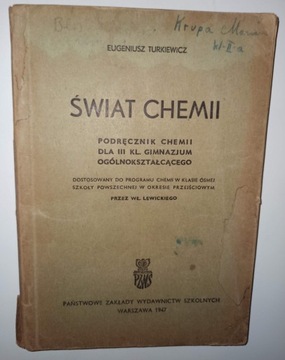 Krupa Marian
EUGENIUSZ TURKIEWICZ
ŚWIAT CHEMII
PODRĘCZNIK CHEMII
DLA III KL. GIMNAZJUM
OGÓLNOKSZTAŁCĄCEGO
DOSTOSOWANY DO PROGRAMU CHEMII W KLASIE ÓSMEJ
SZKOŁY POWSZECHNEJ W OKRESIE PRZEJŚCIOWYM
PRZEZ WŁ. LEWICKIEGO
PZWS
PAŃSTWOWE ZAKŁADY WYDAWNICTW SZKOLNYCH
WARSZAWA 1947